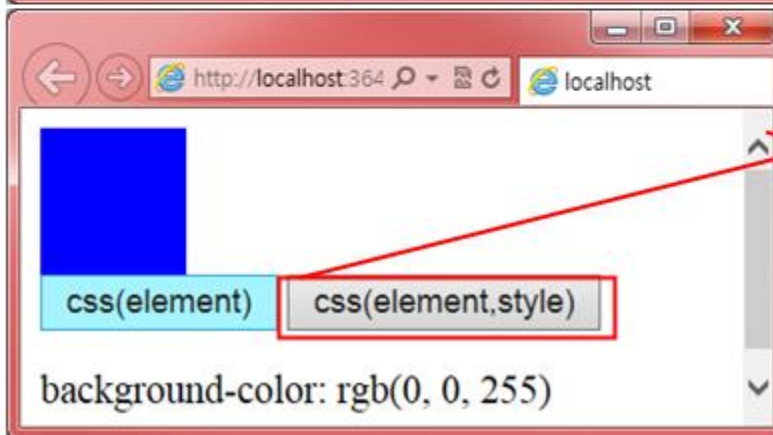 http://localhost:364
localhost
css(element) css(element,style)
background-color: rgb(0, 0, 255)